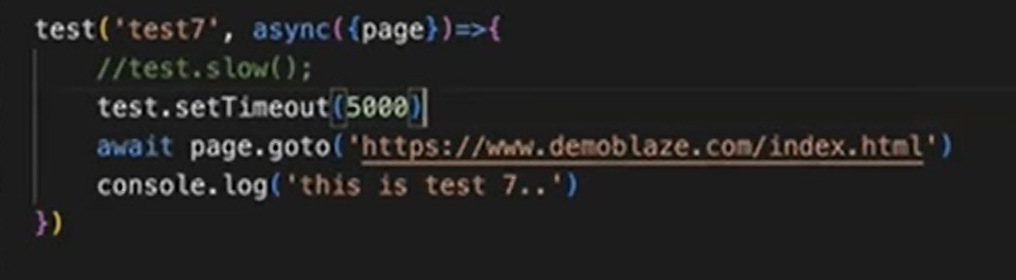 test('test7', async({page})=>{
//test.slow();
test.setTimeout(5000)
await page.goto('https://www.demoblaze.com/index.html')
console.log('this is test 7..')
})